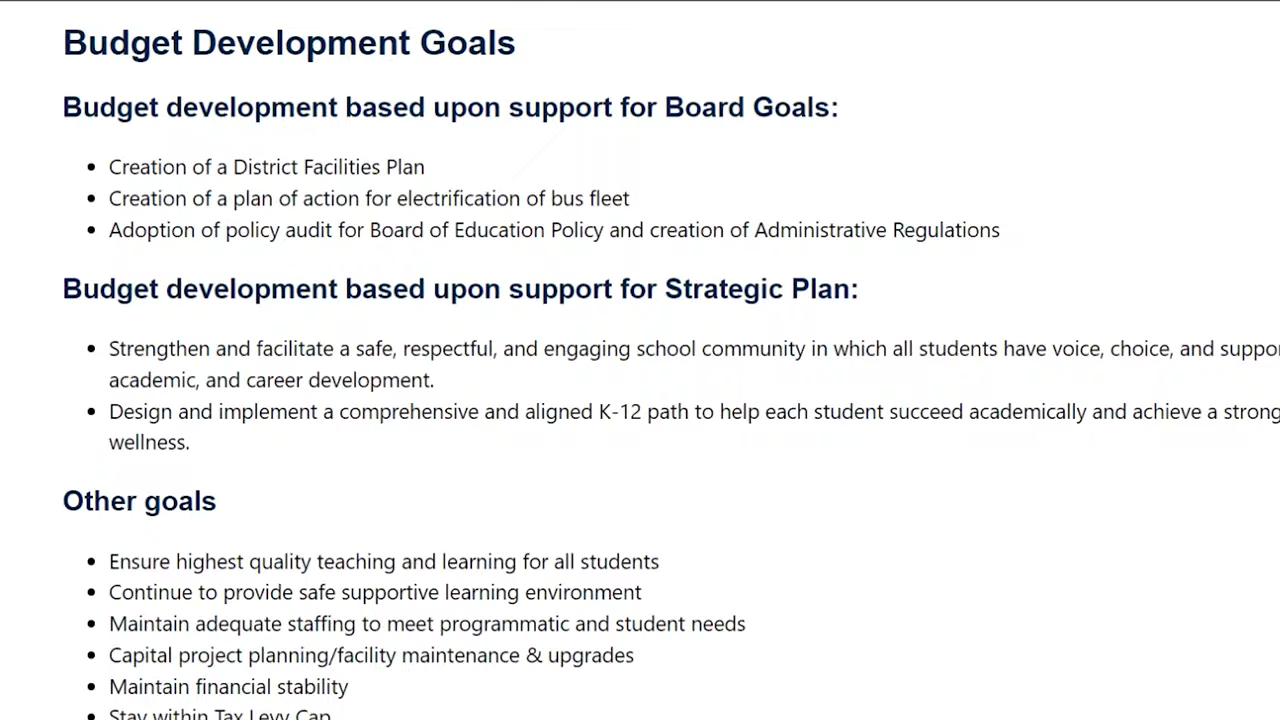 Budget Development Goals
Budget development based upon support for Board Goals:
• Creation of a District Facilities Plan
• Creation of a plan of action for electrification of bus fleet
• Adoption of policy audit for Board of Education Policy and creation of Administrative Regulations
Budget development based upon support for Strategic Plan:
• Strengthen and facilitate a safe, respectful, and engaging school community in which all students have voice, choice, and
academic, and career development.
• Design and implement a comprehensive and aligned K-12 path to help each student succeed academically and achieve a strong
wellness.
Other goals
• Ensure highest quality teaching and learning for all students
• Continue to provide safe supportive learning environment
• Maintain adequate staffing to meet programmatic and student needs
• Capital project planning/facility maintenance & upgrades
• Maintain financial stability
• Stay within Tax Levy Cap